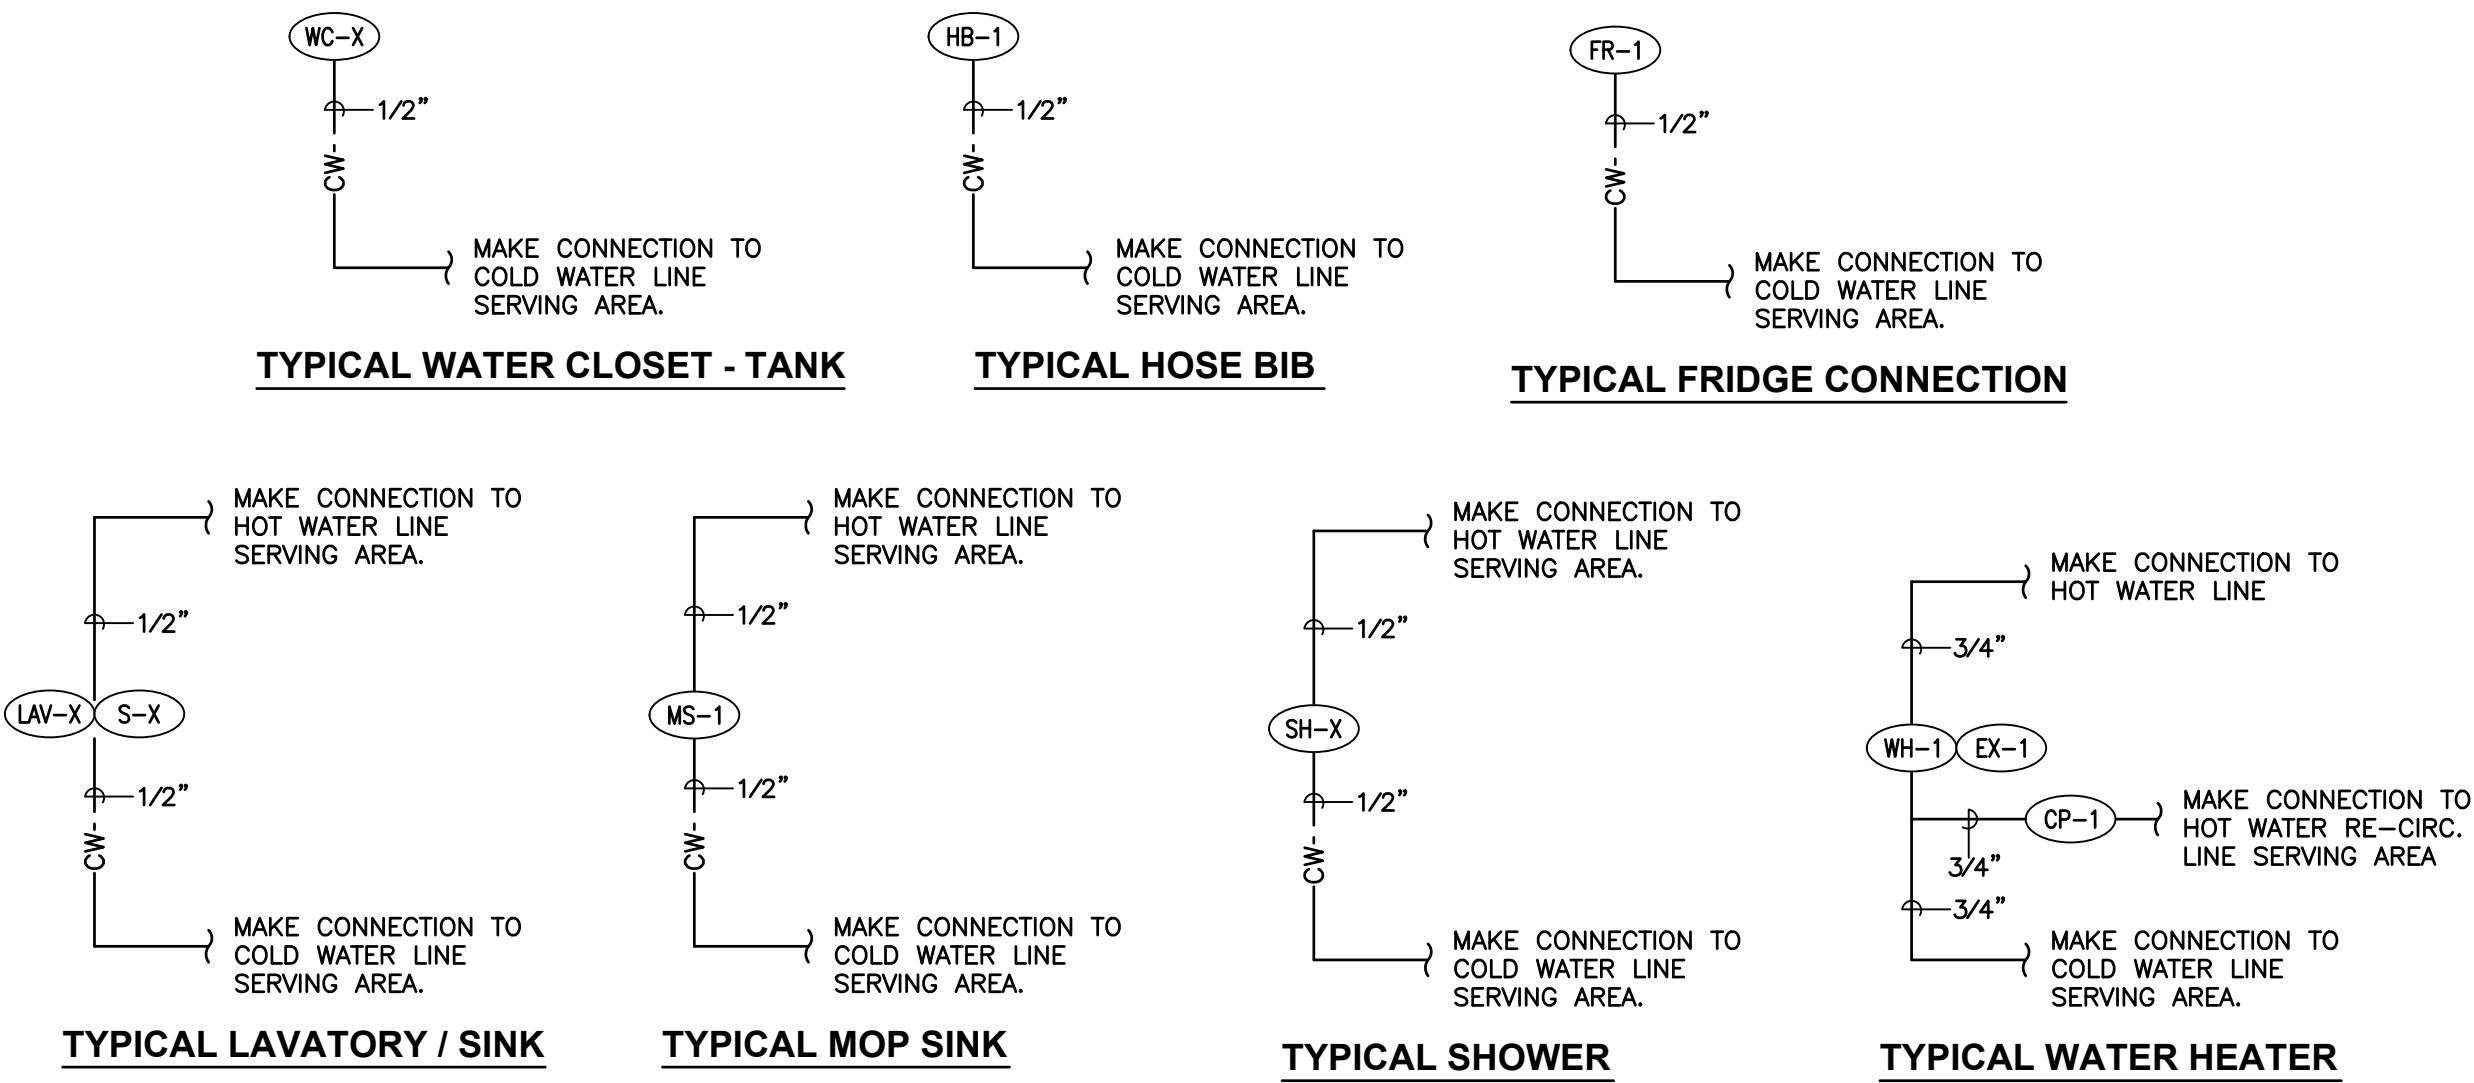 WC-X
1/2"
CW-
MAKE CONNECTION TO
COLD WATER LINE
SERVING AREA.
TYPICAL WATER CLOSET - TANK
HB-1
1/2"
CW-
MAKE CONNECTION TO
COLD WATER LINE
SERVING AREA.
TYPICAL HOSE BIB
FR-1
1/2"
CW-
MAKE CONNECTION TO
COLD WATER LINE
SERVING AREA.
TYPICAL FRIDGE CONNECTION
MAKE CONNECTION TO
HOT WATER LINE
SERVING AREA.
1/2"
LAV-X S-X
1/2"
CW-
MAKE CONNECTION TO
COLD WATER LINE
SERVING AREA.
TYPICAL LAVATORY / SINK
MAKE CONNECTION TO
HOT WATER LINE
SERVING AREA.
1/2"
MS-1
1/2"
CW-
MAKE CONNECTION TO
COLD WATER LINE
SERVING AREA.
TYPICAL MOP SINK
MAKE CONNECTION TO
HOT WATER LINE
SERVING AREA.
1/2"
SH-X
1/2"
CW-
MAKE CONNECTION TO
COLD WATER LINE
SERVING AREA.
TYPICAL SHOWER
MAKE CONNECTION TO
HOT WATER LINE
3/4"
WH-1 EX-1
CP-1
MAKE CONNECTION TO
HOT WATER RE-CIRC.
LINE SERVING AREA
3/4"
3/4"
MAKE CONNECTION TO
COLD WATER LINE
SERVING AREA.
TYPICAL WATER HEATER